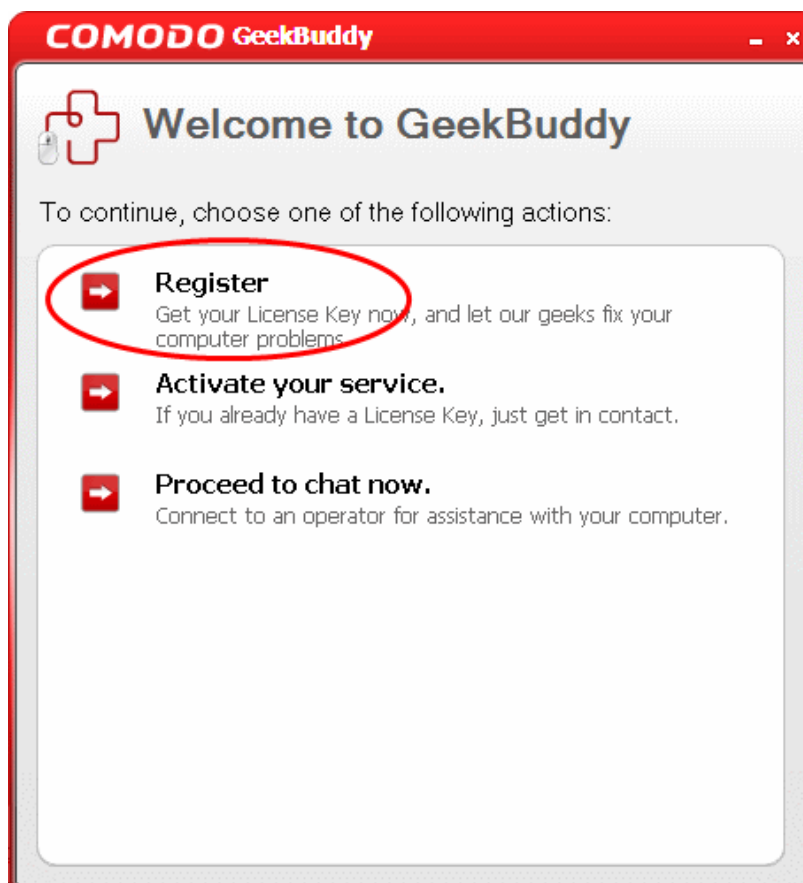 COMODO GeekBuddy
Welcome to GeekBuddy
To continue, choose one of the following actions:
Register
Get your License Key now, and let our geeks fix your
computer problems.
Activate your service.
If you already have a License Key, just get in contact.
Proceed to chat now.
Connect to an operator for assistance with your computer.